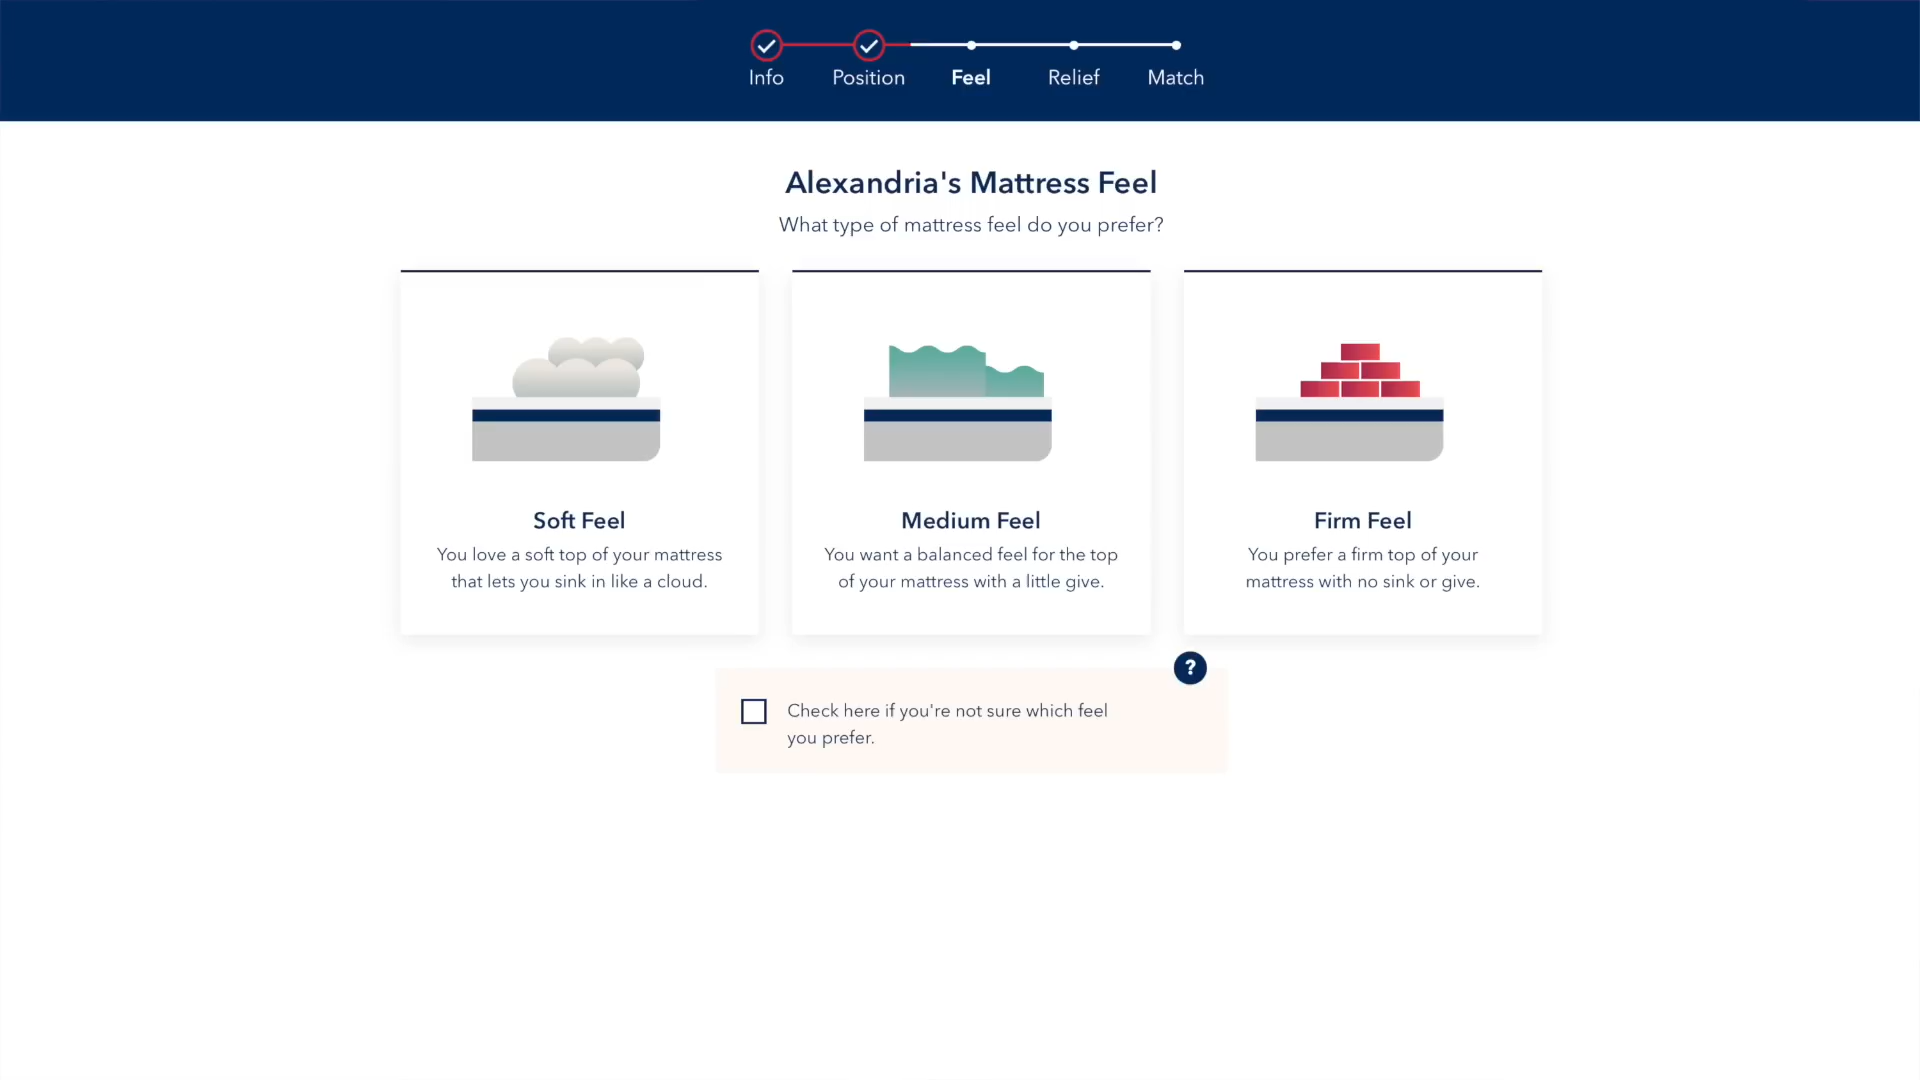 Info
Position
Feel
Relief
Match
Alexandria's Mattress Feel
What type of mattress feel do you prefer?
Soft Feel
You love a soft top of your mattress
that lets you sink in like a cloud.
Medium Feel
You want a balanced feel for the top
of your mattress with a little give.
Firm Feel
You prefer a firm top of your
mattress with no sink or give.
?
Check here if you're not sure which feel
you prefer.